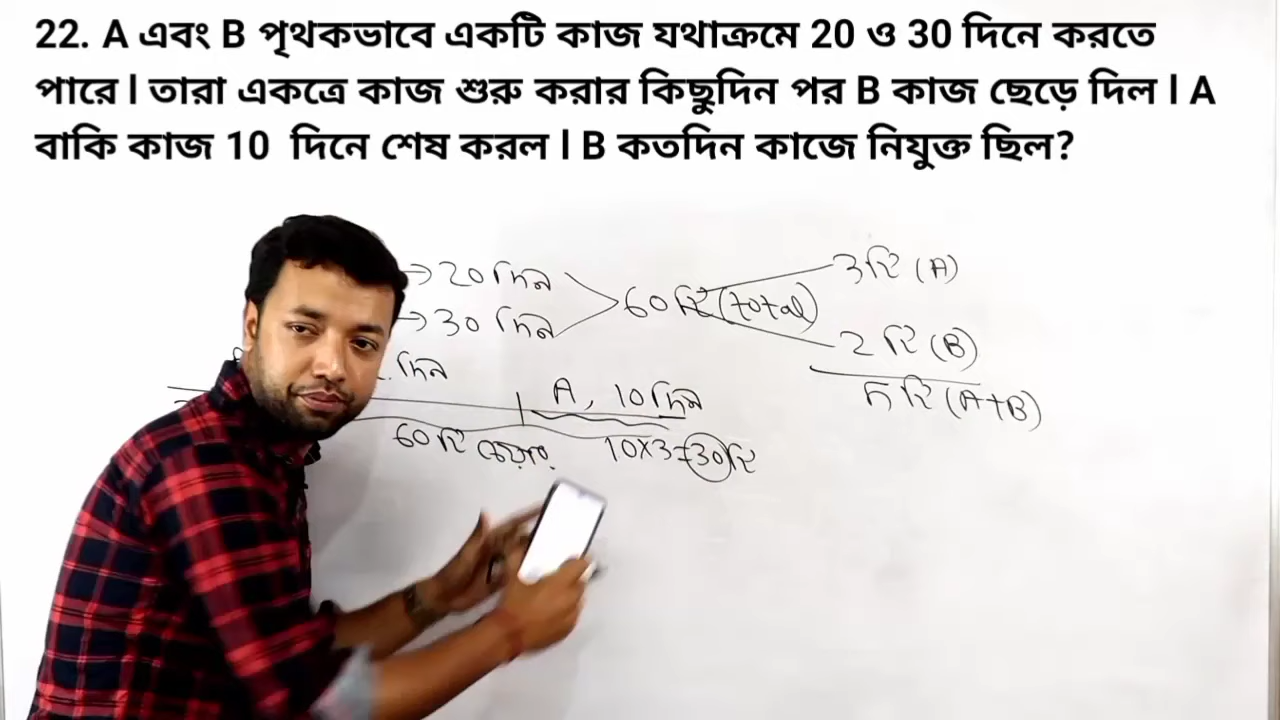 22. A এবং B পৃথকভাবে একটি কাজ যথাক্রমে 20 ও 30 দিনে করতে
পারে l তারা একত্রে কাজ শুরু করার কিছুদিন পর B কাজ ছেড়ে দিল l A
বাকি কাজ 10 দিনে শেষ করল l B কতদিন কাজে নিযুক্ত ছিল?
→ 20 দিন
→ 30 দিন
60 টি (total)
3 টি (A)
2 টি (B)
5 টি (A+B)
দিন
A, 10 দিন
60 টি
10×3=30 টি